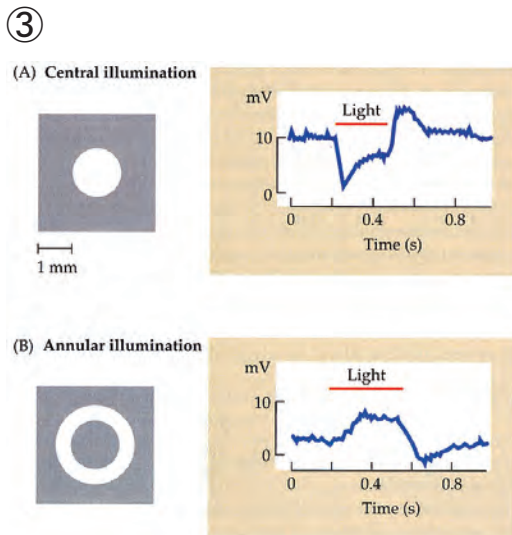 ③
(A) Central illumination
mV
Light
10
0
0
0.4
0.8
Time (s)
1 mm
(B) Annular illumination
mV
Light
10
0
0
0.4
0.8
Time (s)